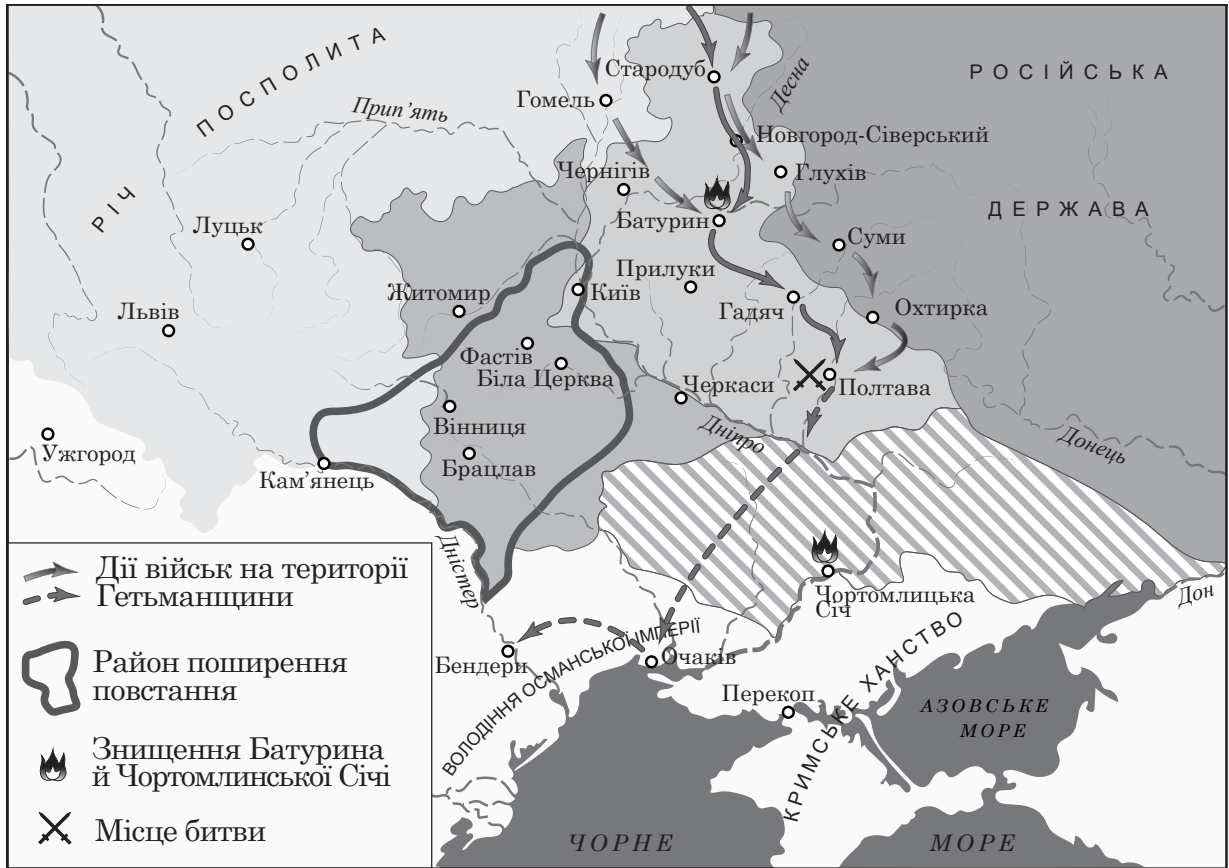 РІЧ ПОСПОЛИТА
РОСІЙСЬКА
ДЕРЖАВА
Стародуб
Гомель
Десна
Прип'ять
Новгород-Сіверський
Чернігів
Глухів
Батурин
Луцьк
Суми
Прилуки
Житомир
Київ
Львів
Гадяч
Охтирка
Фастів
Біла Церква
Черкаси
Полтава
Вінниця
Дніпро
Донець
Ужгород
Брацлав
Кам'янець
Дністер
Чортомлицька
Січ
Дон
Бендери
ВОЛОДІННЯ ОСМАНСЬКОЇ ІМПЕРІЇ
Очаків
Перекоп
КРИМСЬКЕ ХАНСТВО
АЗОВСЬКЕ
МОРЕ
ЧОРНЕ МОРЕ
Дії військ на території
Гетьманщини
Район поширення
повстання
Знищення Батурина
й Чортомлинської Січі
Місце битви